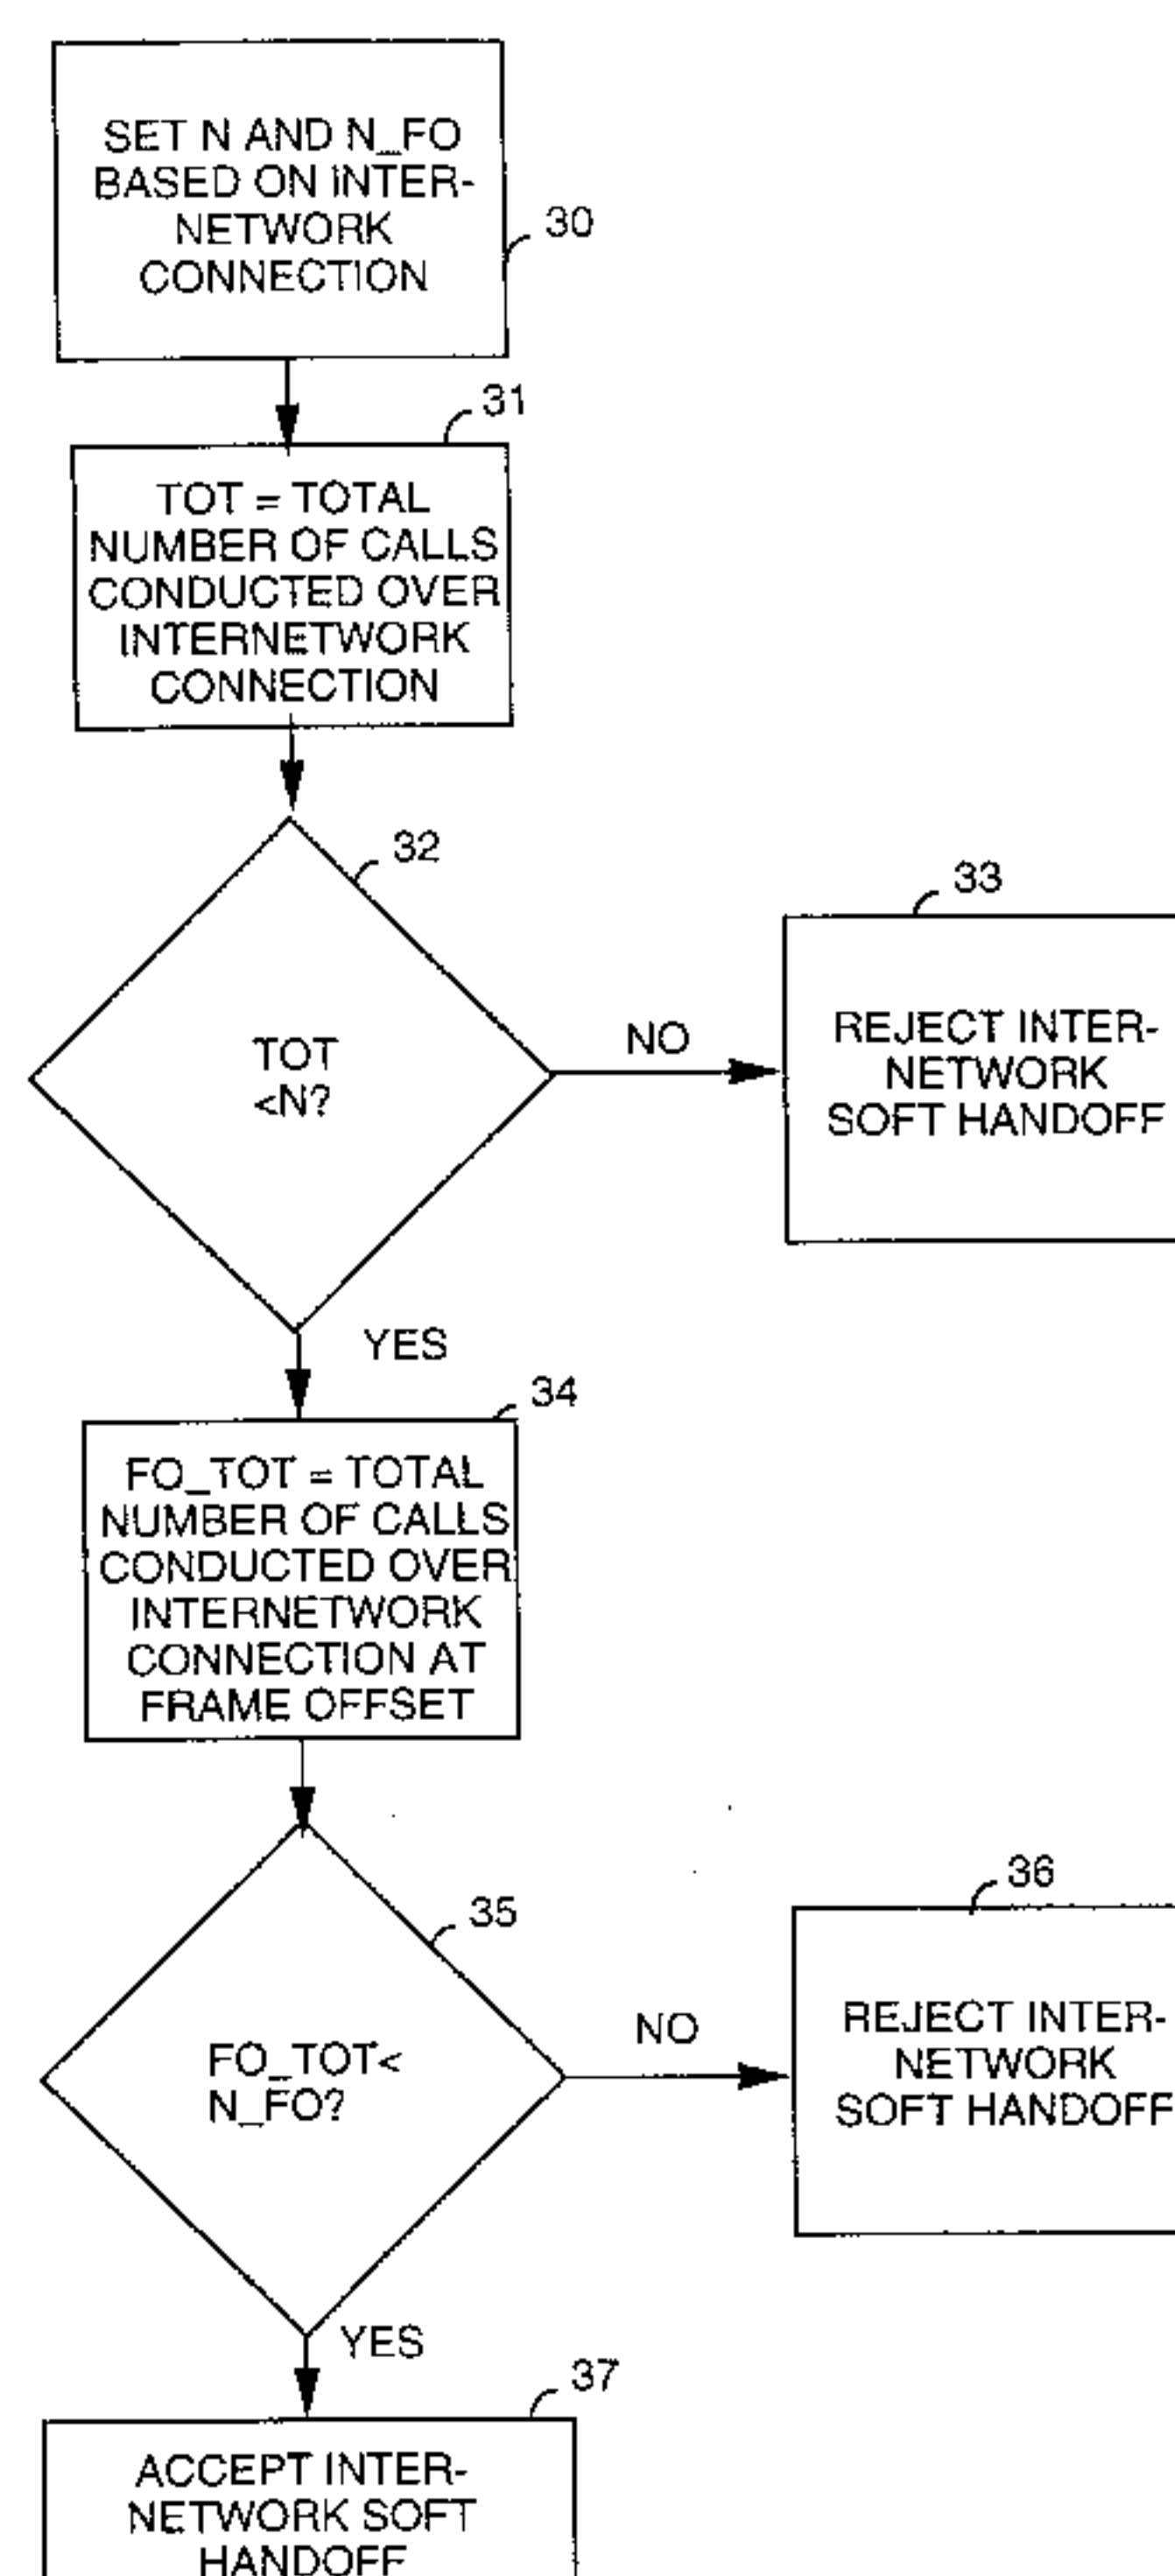 SET N AND N_FO
BASED ON INTER-
NETWORK
CONNECTION
30
31
TOT = TOTAL
NUMBER OF CALLS
CONDUCTED OVER
INTERNETWORK
CONNECTION
32
TOT
<N?
NO
33
REJECT INTER-
NETWORK
SOFT HANDOFF
YES
34
FO_TOT = TOTAL
NUMBER OF CALLS
CONDUCTED OVER
INTERNETWORK
CONNECTION AT
FRAME OFFSET
35
FO_TOT<
N_FO?
NO
36
REJECT INTER-
NETWORK
SOFT HANDOFF
YES
37
ACCEPT INTER-
NETWORK SOFT
HANDOFF